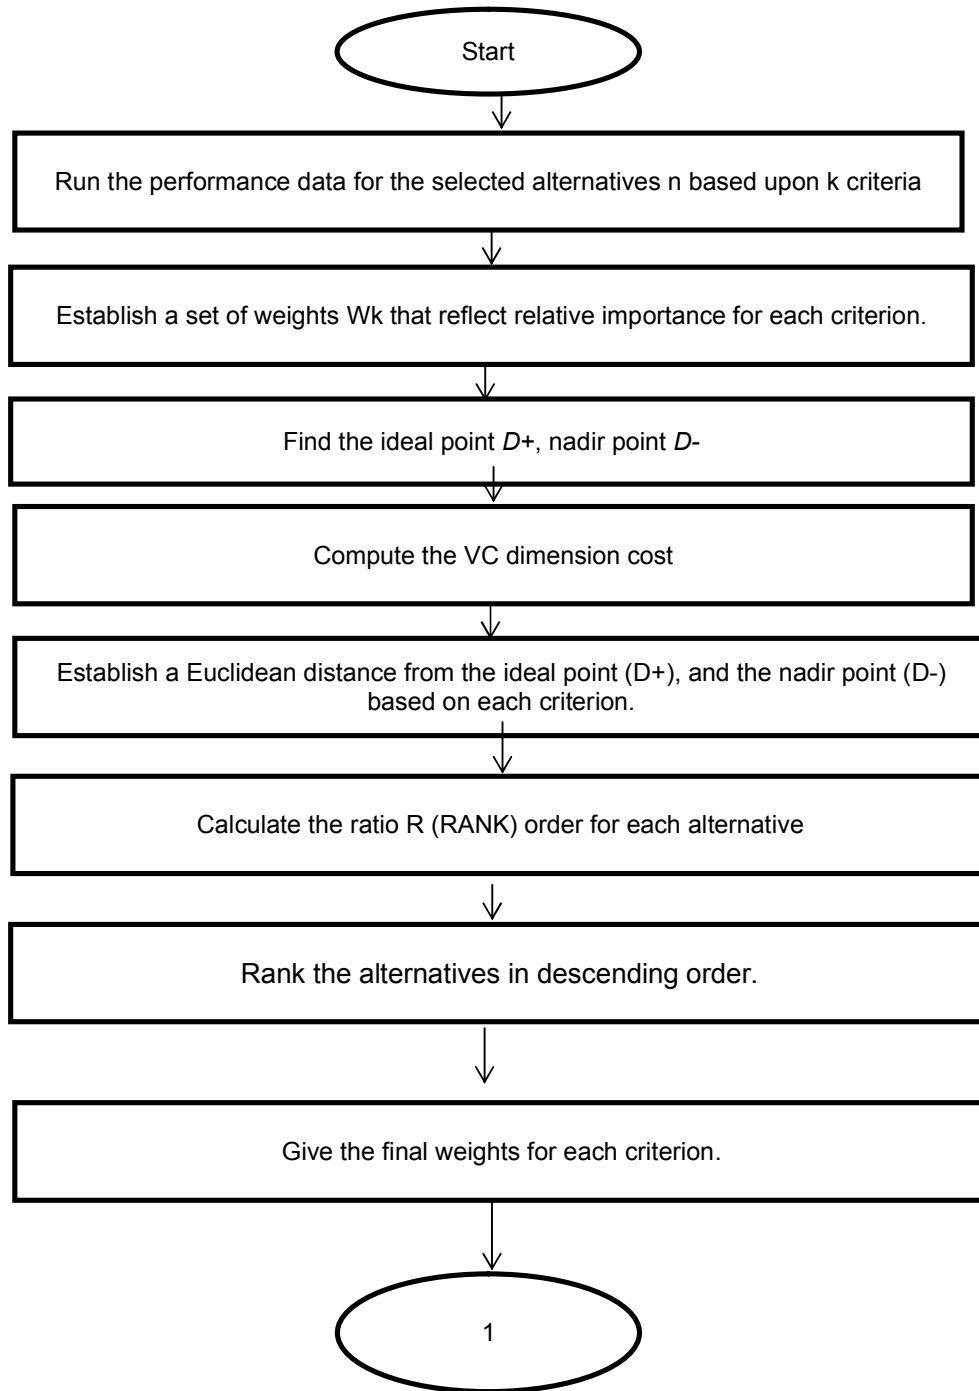 Start
Run the performance data for the selected alternatives n based upon k criteria
Establish a set of weights Wk that reflect relative importance for each criterion.
Find the ideal point D+, nadir point D-
Compute the VC dimension cost
Establish a Euclidean distance from the ideal point (D+), and the nadir point (D-)
based on each criterion.
Calculate the ratio R (RANK) order for each alternative
Rank the alternatives in descending order.
Give the final weights for each criterion.
1